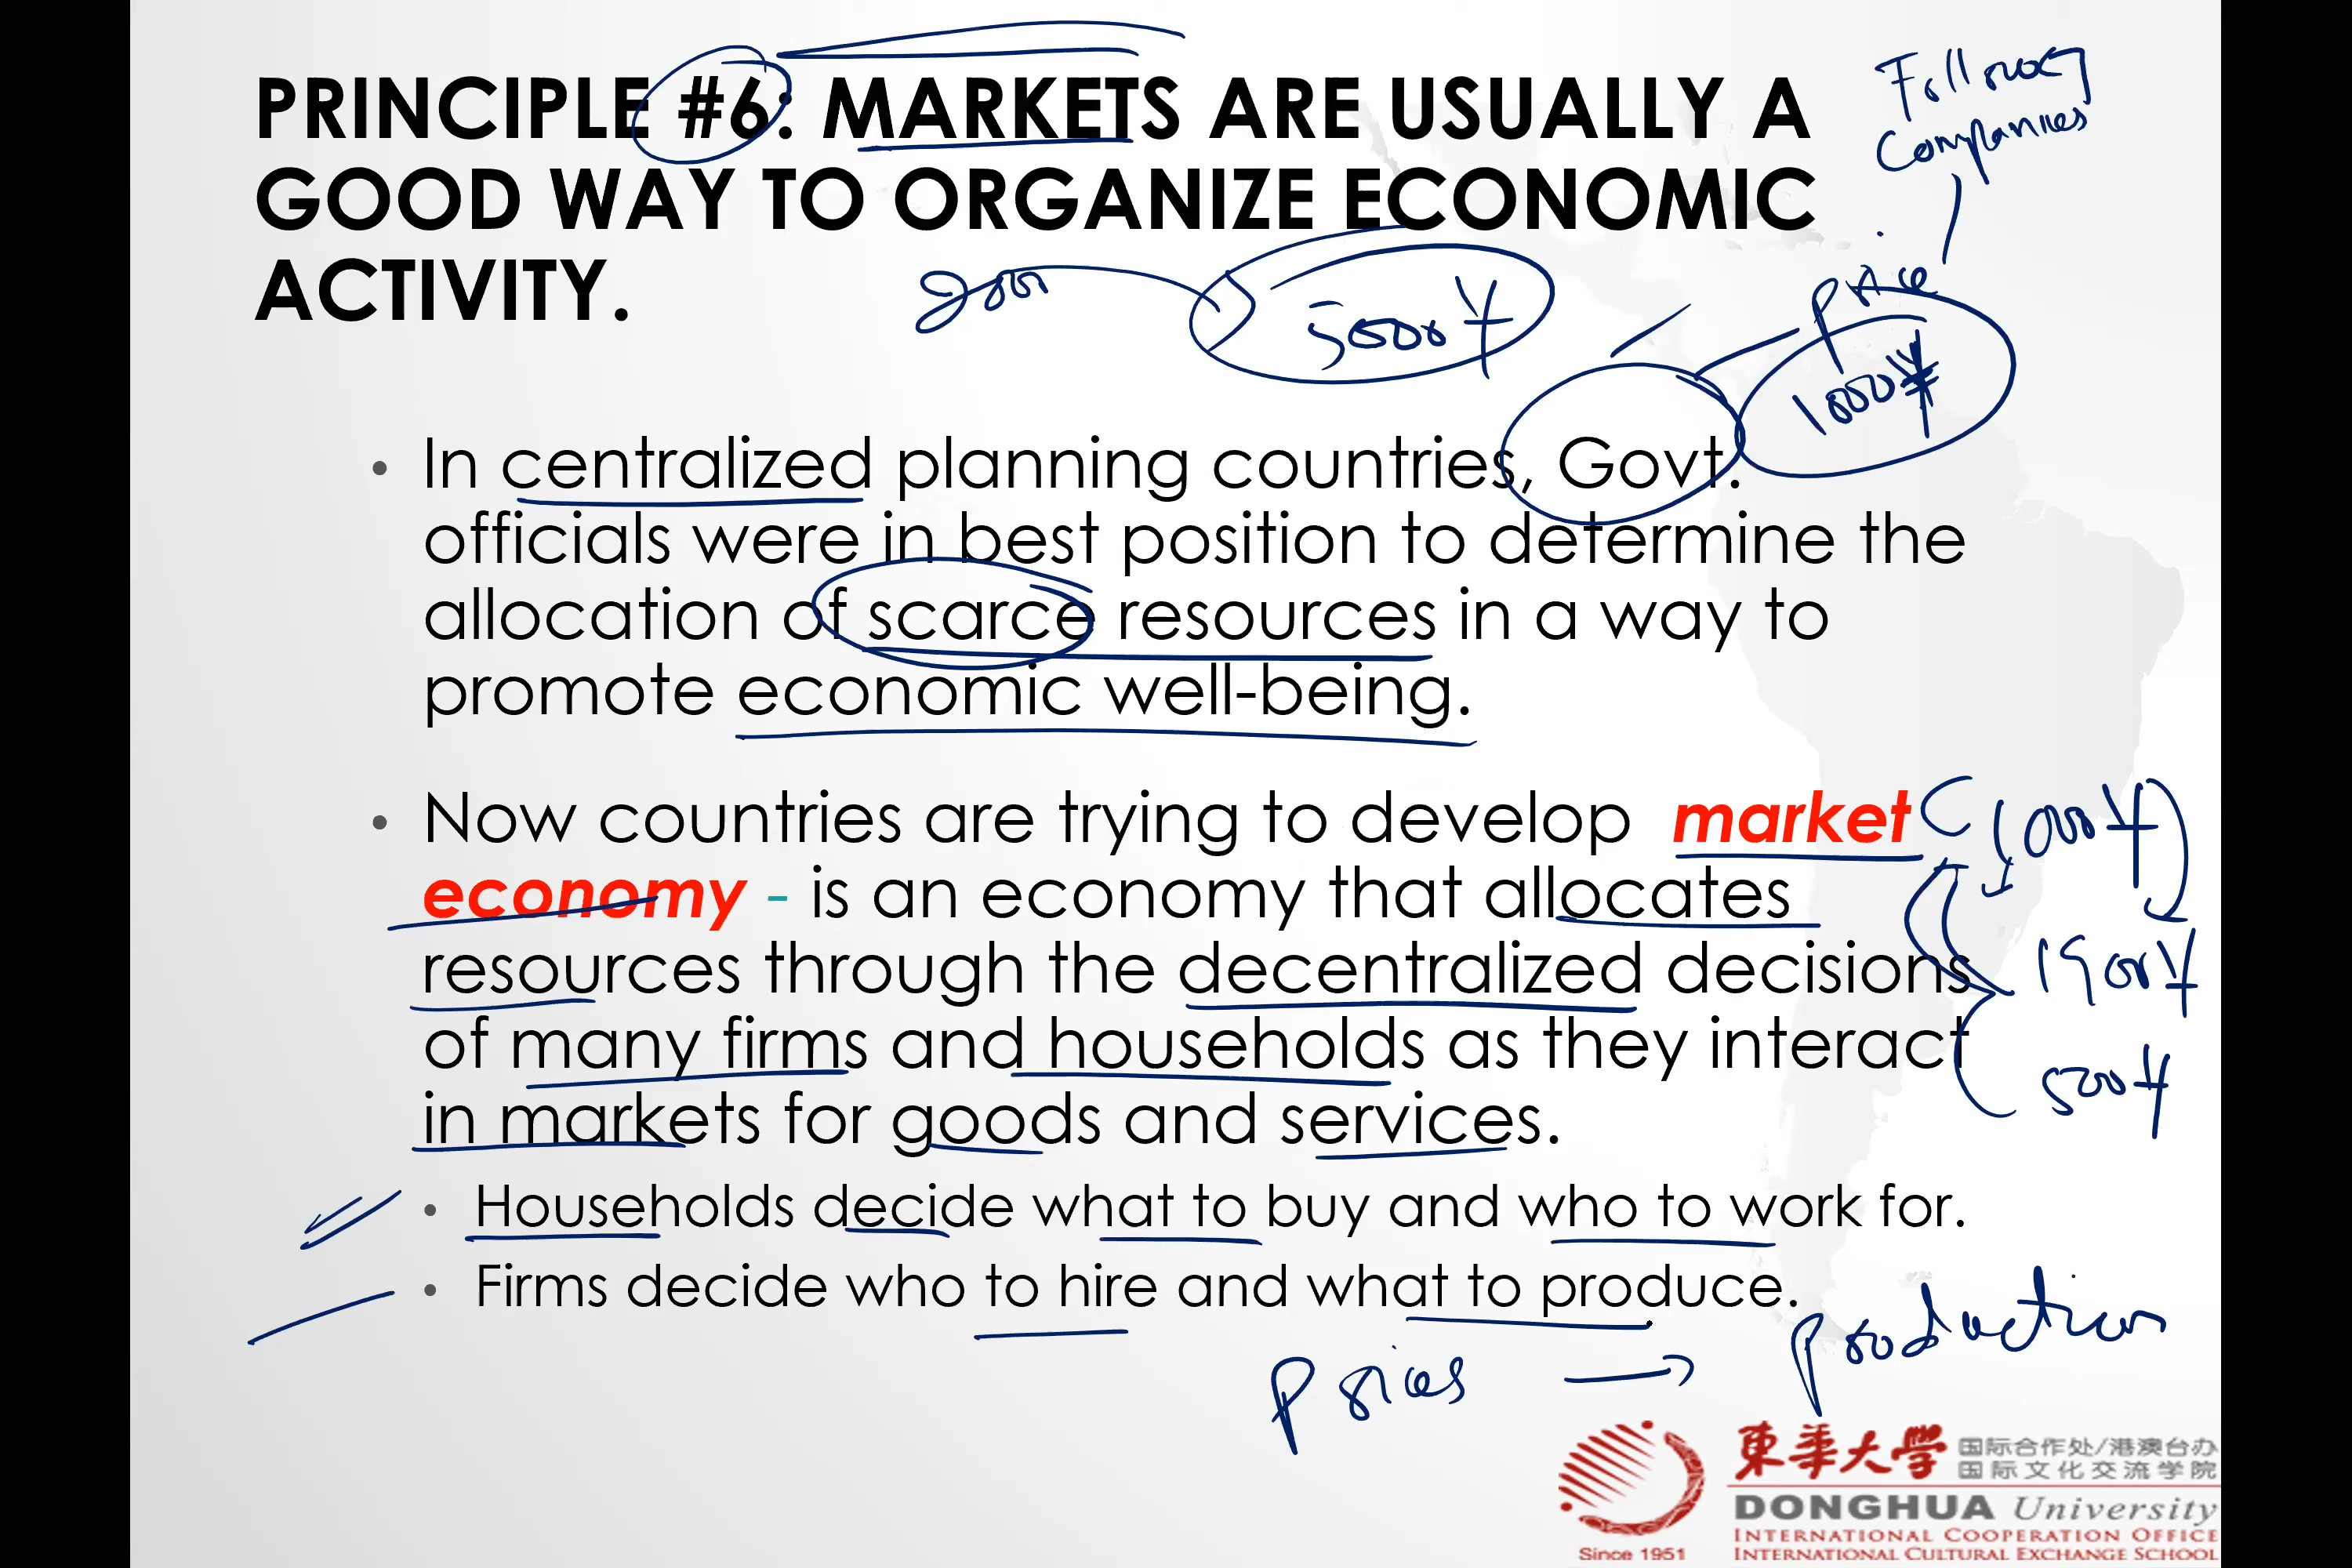 PRINCIPLE #6: MARKETS ARE USUALLY A
GOOD WAY TO ORGANIZE ECONOMIC
ACTIVITY.
Companies
5000¥
Price
1000¥
• In centralized planning countries, Govt.
officials were in best position to determine the
allocation of scarce resources in a way to
promote economic well-being.
• Now countries are trying to develop market
economy - is an economy that allocates
resources through the decentralized decisions
of many firms and households as they interact
in markets for goods and services.
1000¥
1500¥
500¥
• Households decide what to buy and who to work for.
• Firms decide who to hire and what to produce.
Prices → Production
東華大學
国际合作处/港澳台办
国际文化交流学院
DONGHUA University
INTERNATIONAL COOPERATION OFFICE
INTERNATIONAL CULTURAL EXCHANGE SCHOOL
Since 1951